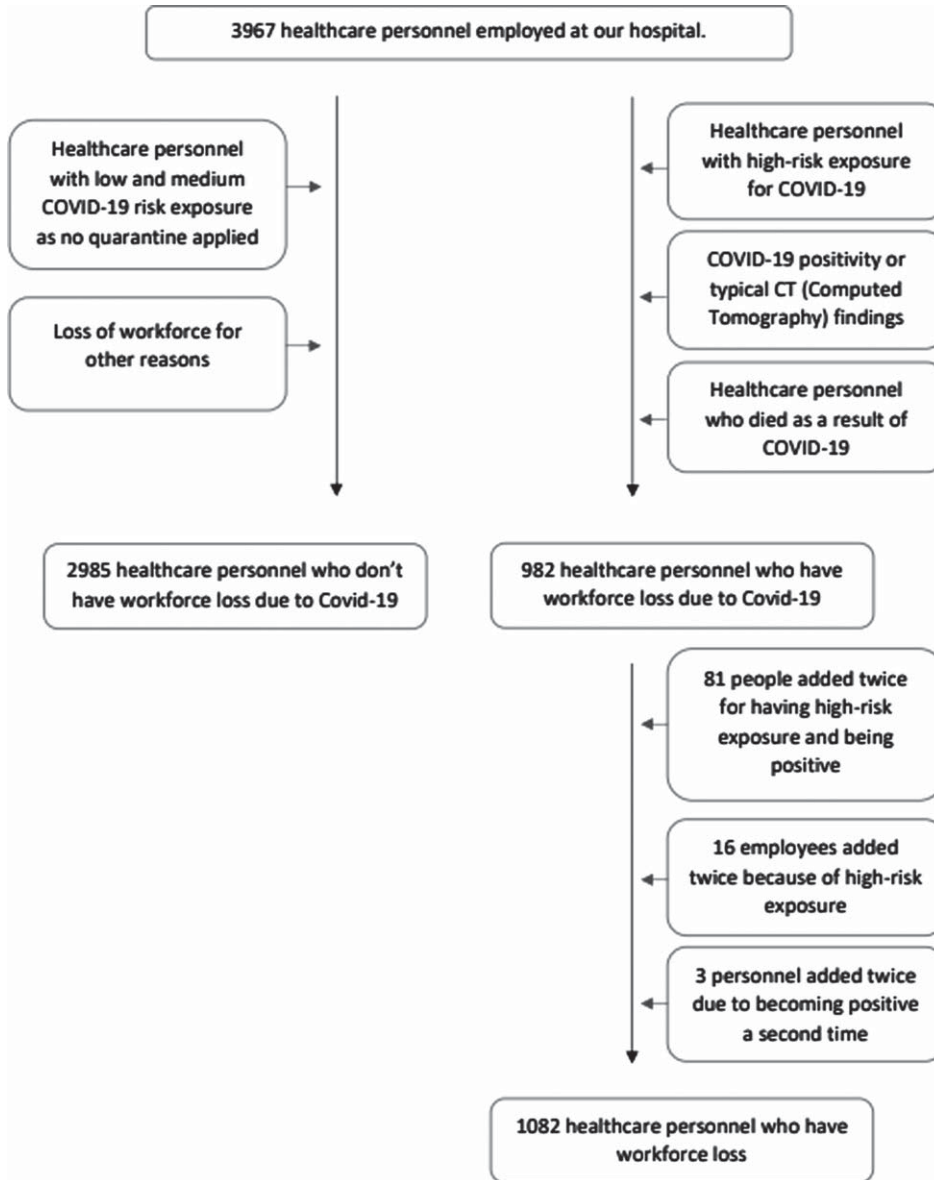 3967 healthcare personnel employed at our hospital.
Healthcare personnel
with low and medium
COVID-19 risk exposure
as no quarantine applied
Loss of workforce for
other reasons
Healthcare personnel
with high-risk exposure
for COVID-19
COVID-19 positivity or
typical CT (Computed
Tomography) findings
Healthcare personnel
who died as a result of
COVID-19
2985 healthcare personnel who don't
have workforce loss due to Covid-19
982 healthcare personnel who have
workforce loss due to Covid-19
81 people added twice
for having high-risk
exposure and being
positive
16 employees added
twice because of high-risk
exposure
3 personnel added twice
due to becoming positive
a second time
1082 healthcare personnel who have
workforce loss